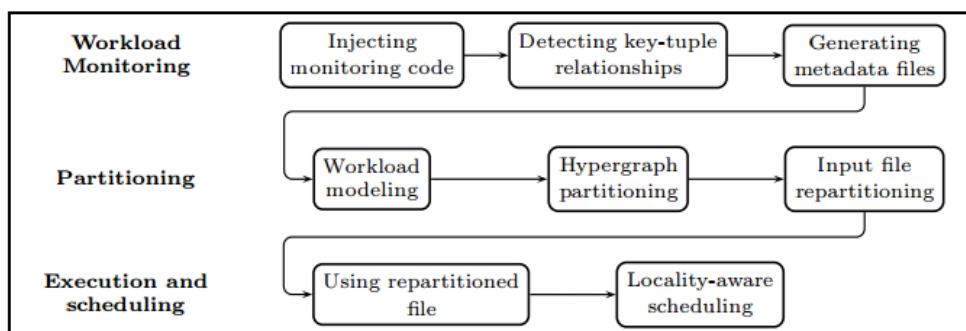 Workload
Monitoring
Injecting
monitoring code
Detecting key-tuple
relationships
Generating
metadata files
Partitioning
Workload
modeling
Hypergraph
partitioning
Input file
repartitioning
Execution and
scheduling
Using repartitioned
file
Locality-aware
scheduling